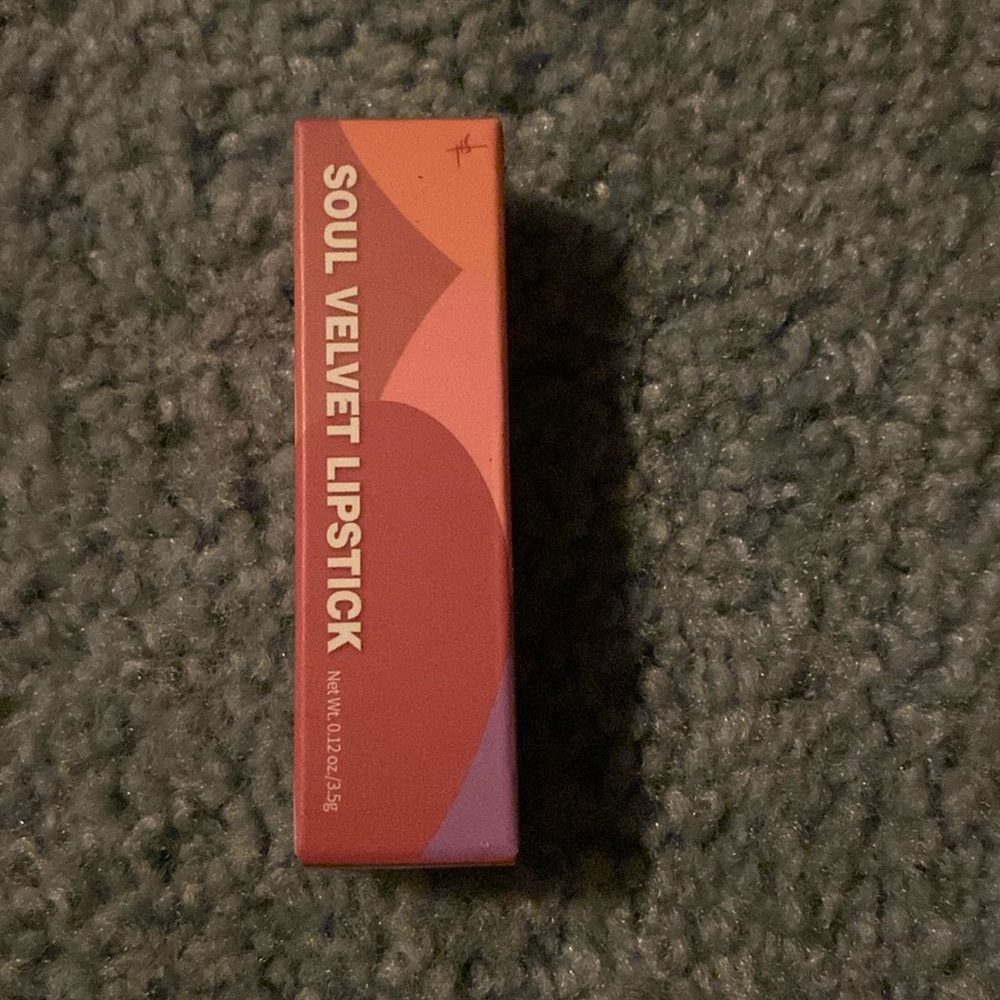 SOUL VELVET LIPSTICK
Net Wt. 0.12 oz./3.5g